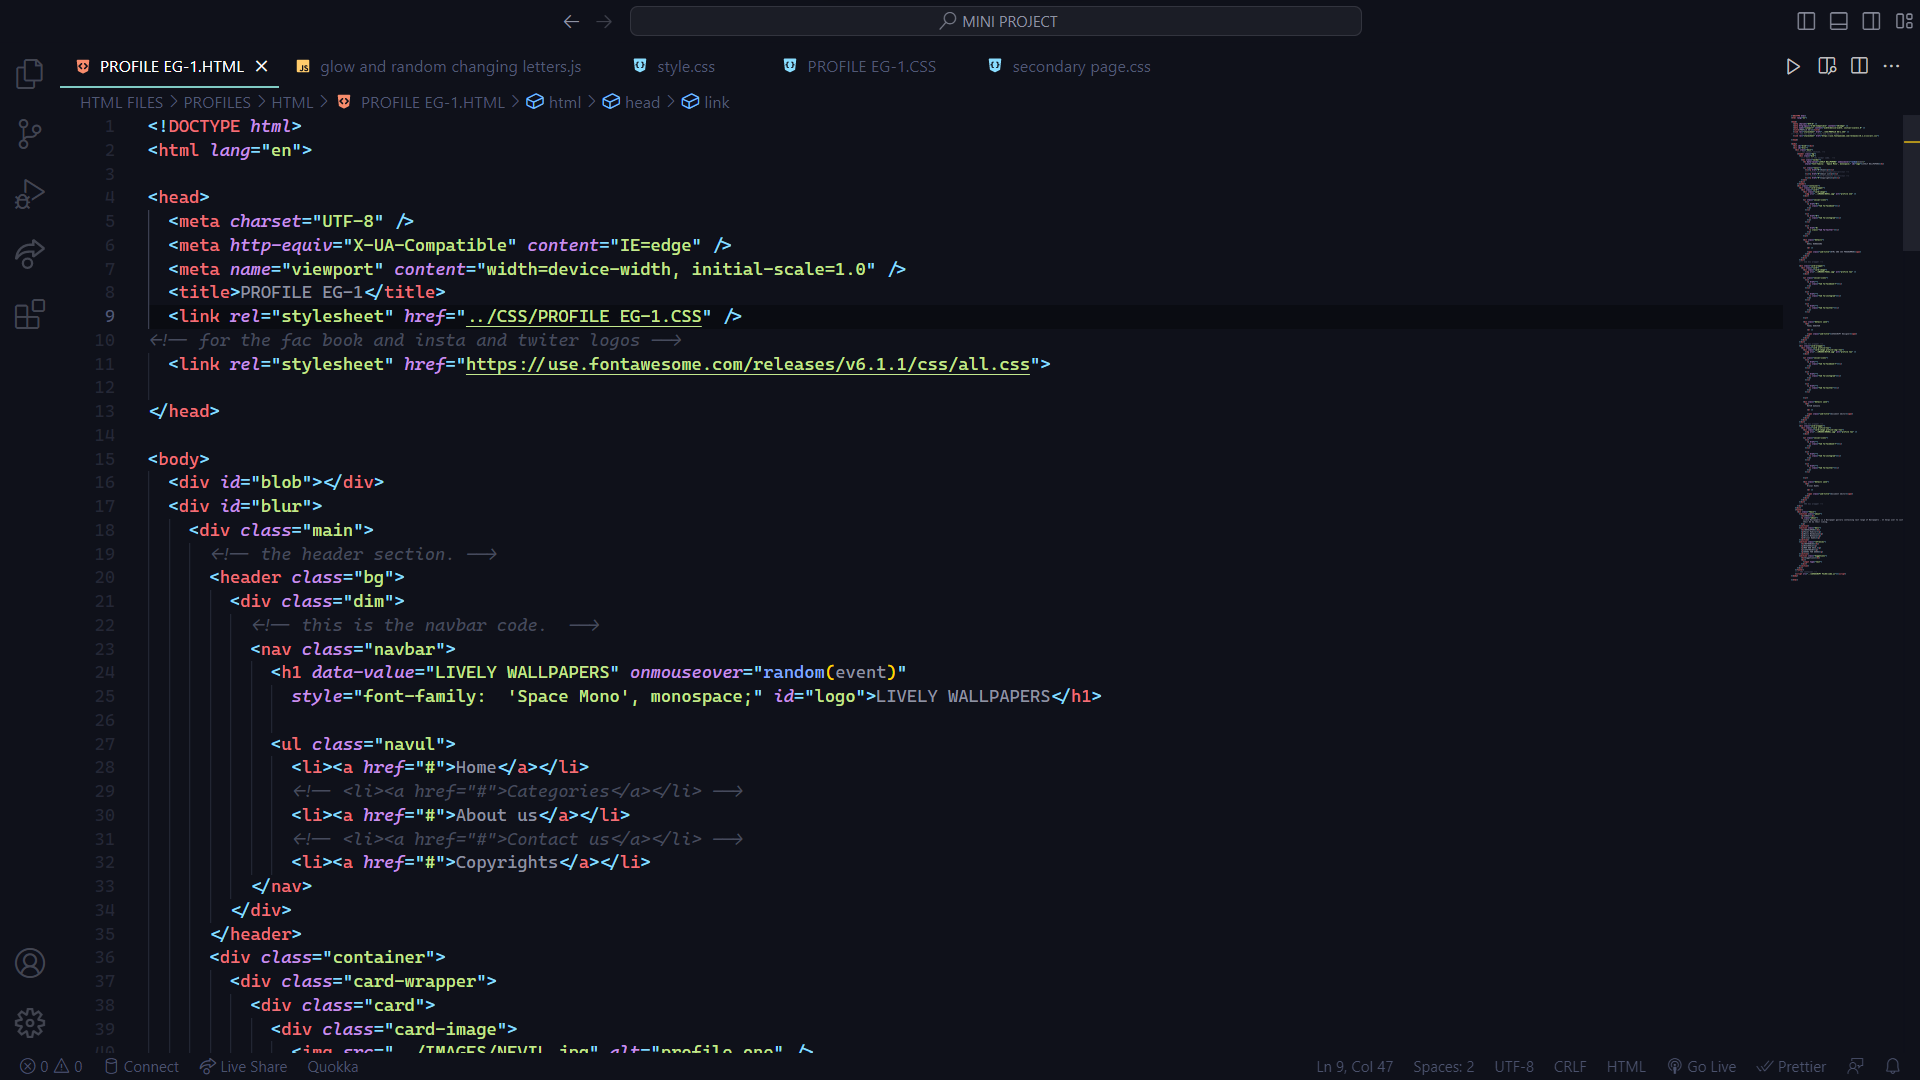 MINI PROJECT
PROFILE EG-1.HTML
glow and random changing letters.js
style.css
PROFILE EG-1.CSS
secondary page.css
HTML FILES > PROFILES > HTML > PROFILE EG-1.HTML > html > head > link
1 <!DOCTYPE html>
2 <html lang="en">
3
4 <head>
5 <meta charset="UTF-8" />
6 <meta http-equiv="X-UA-Compatible" content="IE=edge" />
7 <meta name="viewport" content="width=device-width, initial-scale=1.0" />
8 <title>PROFILE EG-1</title>
9 <link rel="stylesheet" href="../CSS/PROFILE EG-1.CSS" />
10 <!-- for the fac book and insta and twiter logos -->
11 <link rel="stylesheet" href="https://use.fontawesome.com/releases/v6.1.1/css/all.css">
12
13 </head>
14
15 <body>
16 <div id="blob"></div>
17 <div id="blur">
18 <div class="main">
19 <!-- the header section. -->
20 <header class="bg">
21 <div class="dim">
22 <!-- this is the navbar code.  -->
23 <nav class="navbar">
24 <h1 data-value="LIVELY WALLPAPERS" onmouseover="random(event)"
25 style="font-family:  'Space Mono', monospace;" id="logo">LIVELY WALLPAPERS</h1>
26
27 <ul class="navul">
28 <li><a href="#">Home</a></li>
29 <!-- <li><a href="#">Categories</a></li> -->
30 <li><a href="#">About us</a></li>
31 <!-- <li><a href="#">Contact us</a></li> -->
32 <li><a href="#">Copyrights</a></li>
33 </nav>
34 </div>
35 </header>
36 <div class="container">
37 <div class="card-wrapper">
38 <div class="card">
39 <div class="card-image">
40 <img src="../IMAGES/NEVIL.jpg" alt="profile one" />
0 0 Connect Live Share Quokka Ln 9, Col 47 Spaces: 2 UTF-8 CRLF HTML Go Live Prettier